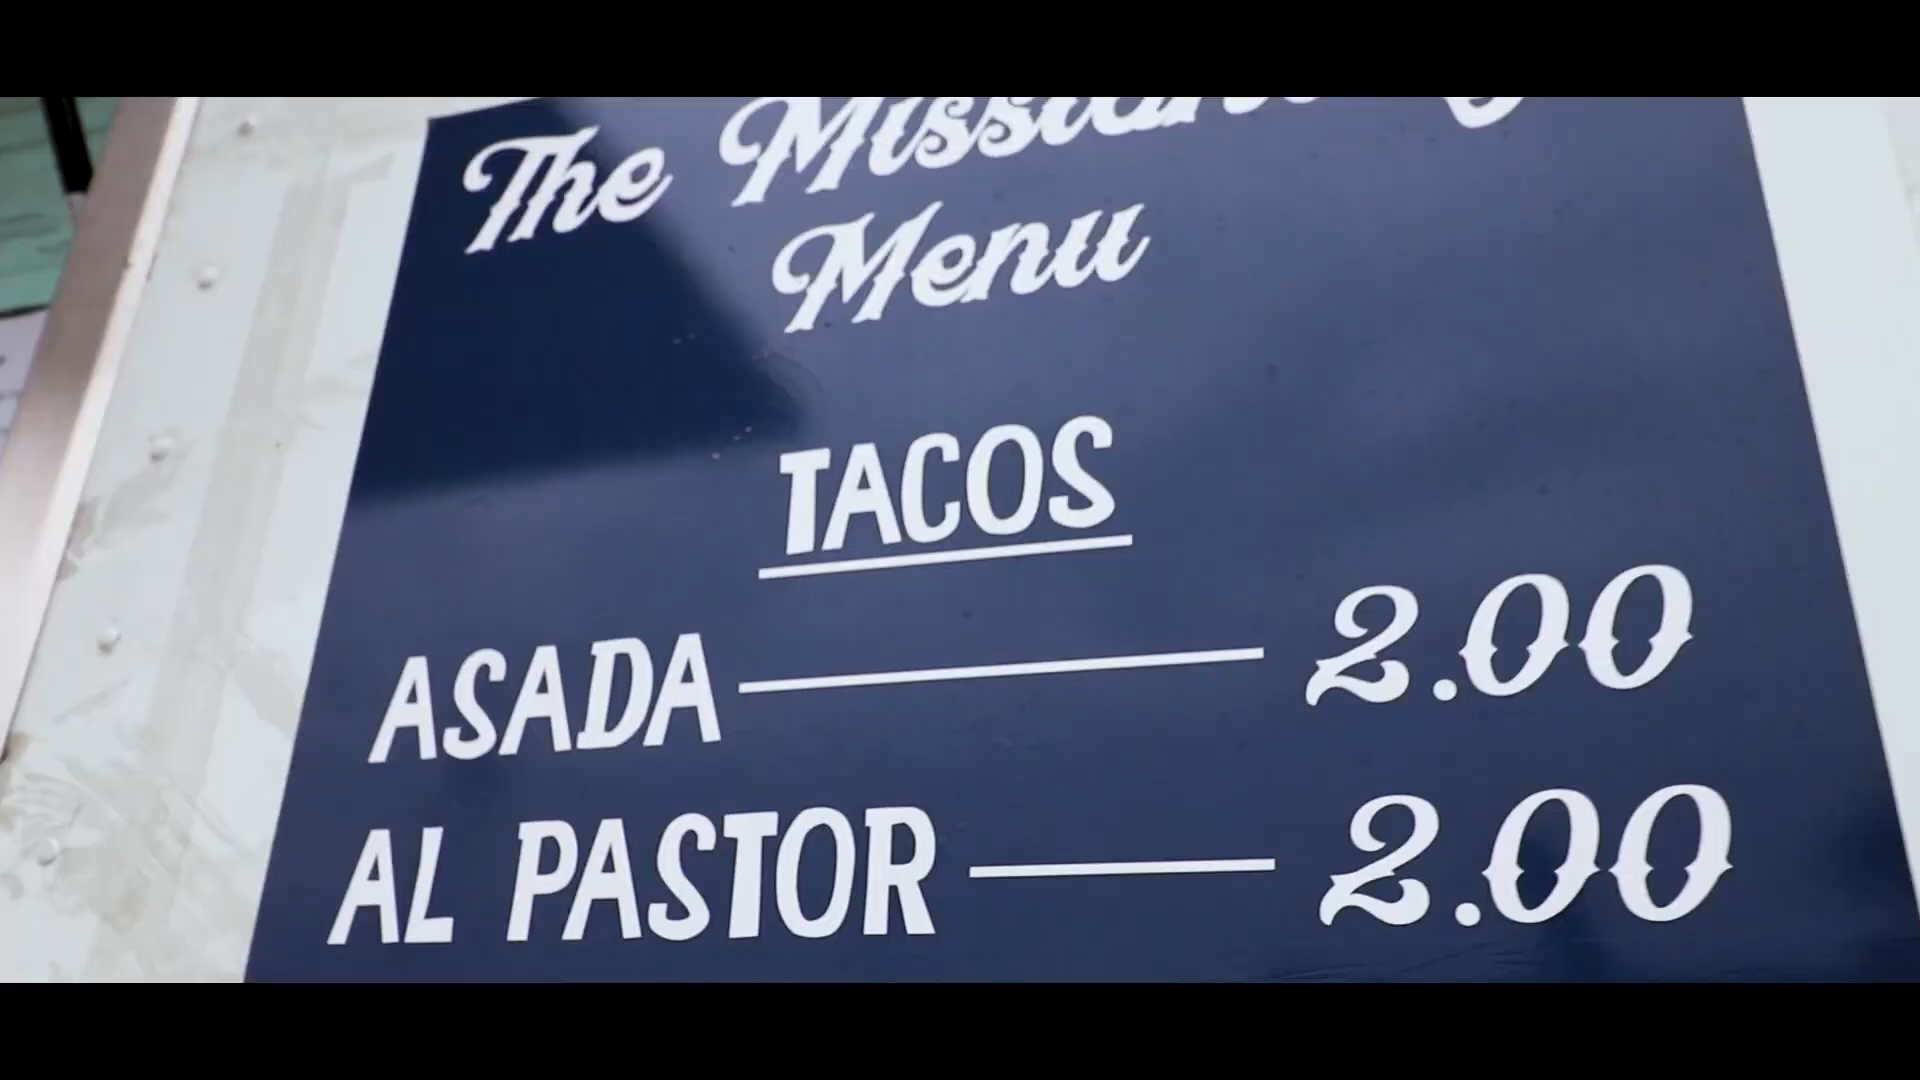 The
Menu
TACOS
ASADA 2.00
AL PASTOR 2.00